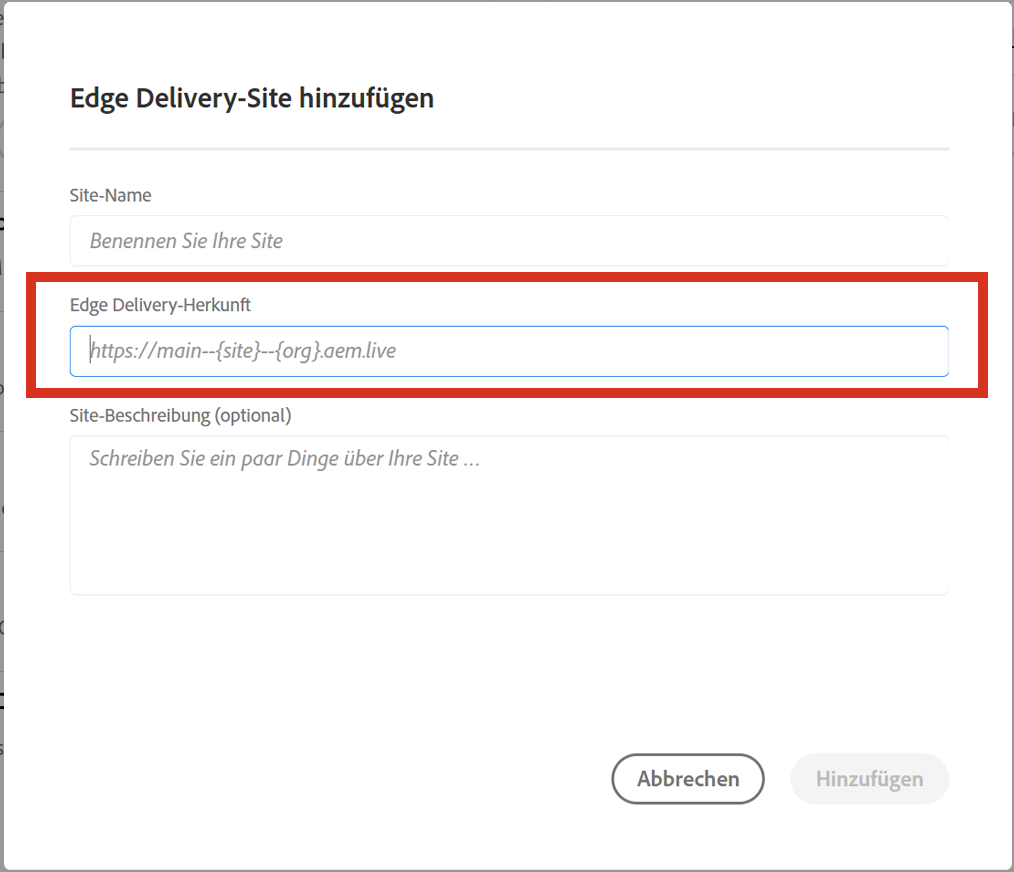 Edge Delivery-Site hinzufügen
Site-Name
Benennen Sie Ihre Site
Edge Delivery-Herkunft
https://main--{site}--{org}.aem.live
Site-Beschreibung (optional)
Schreiben Sie ein paar Dinge über Ihre Site ...
Abbrechen
Hinzufügen